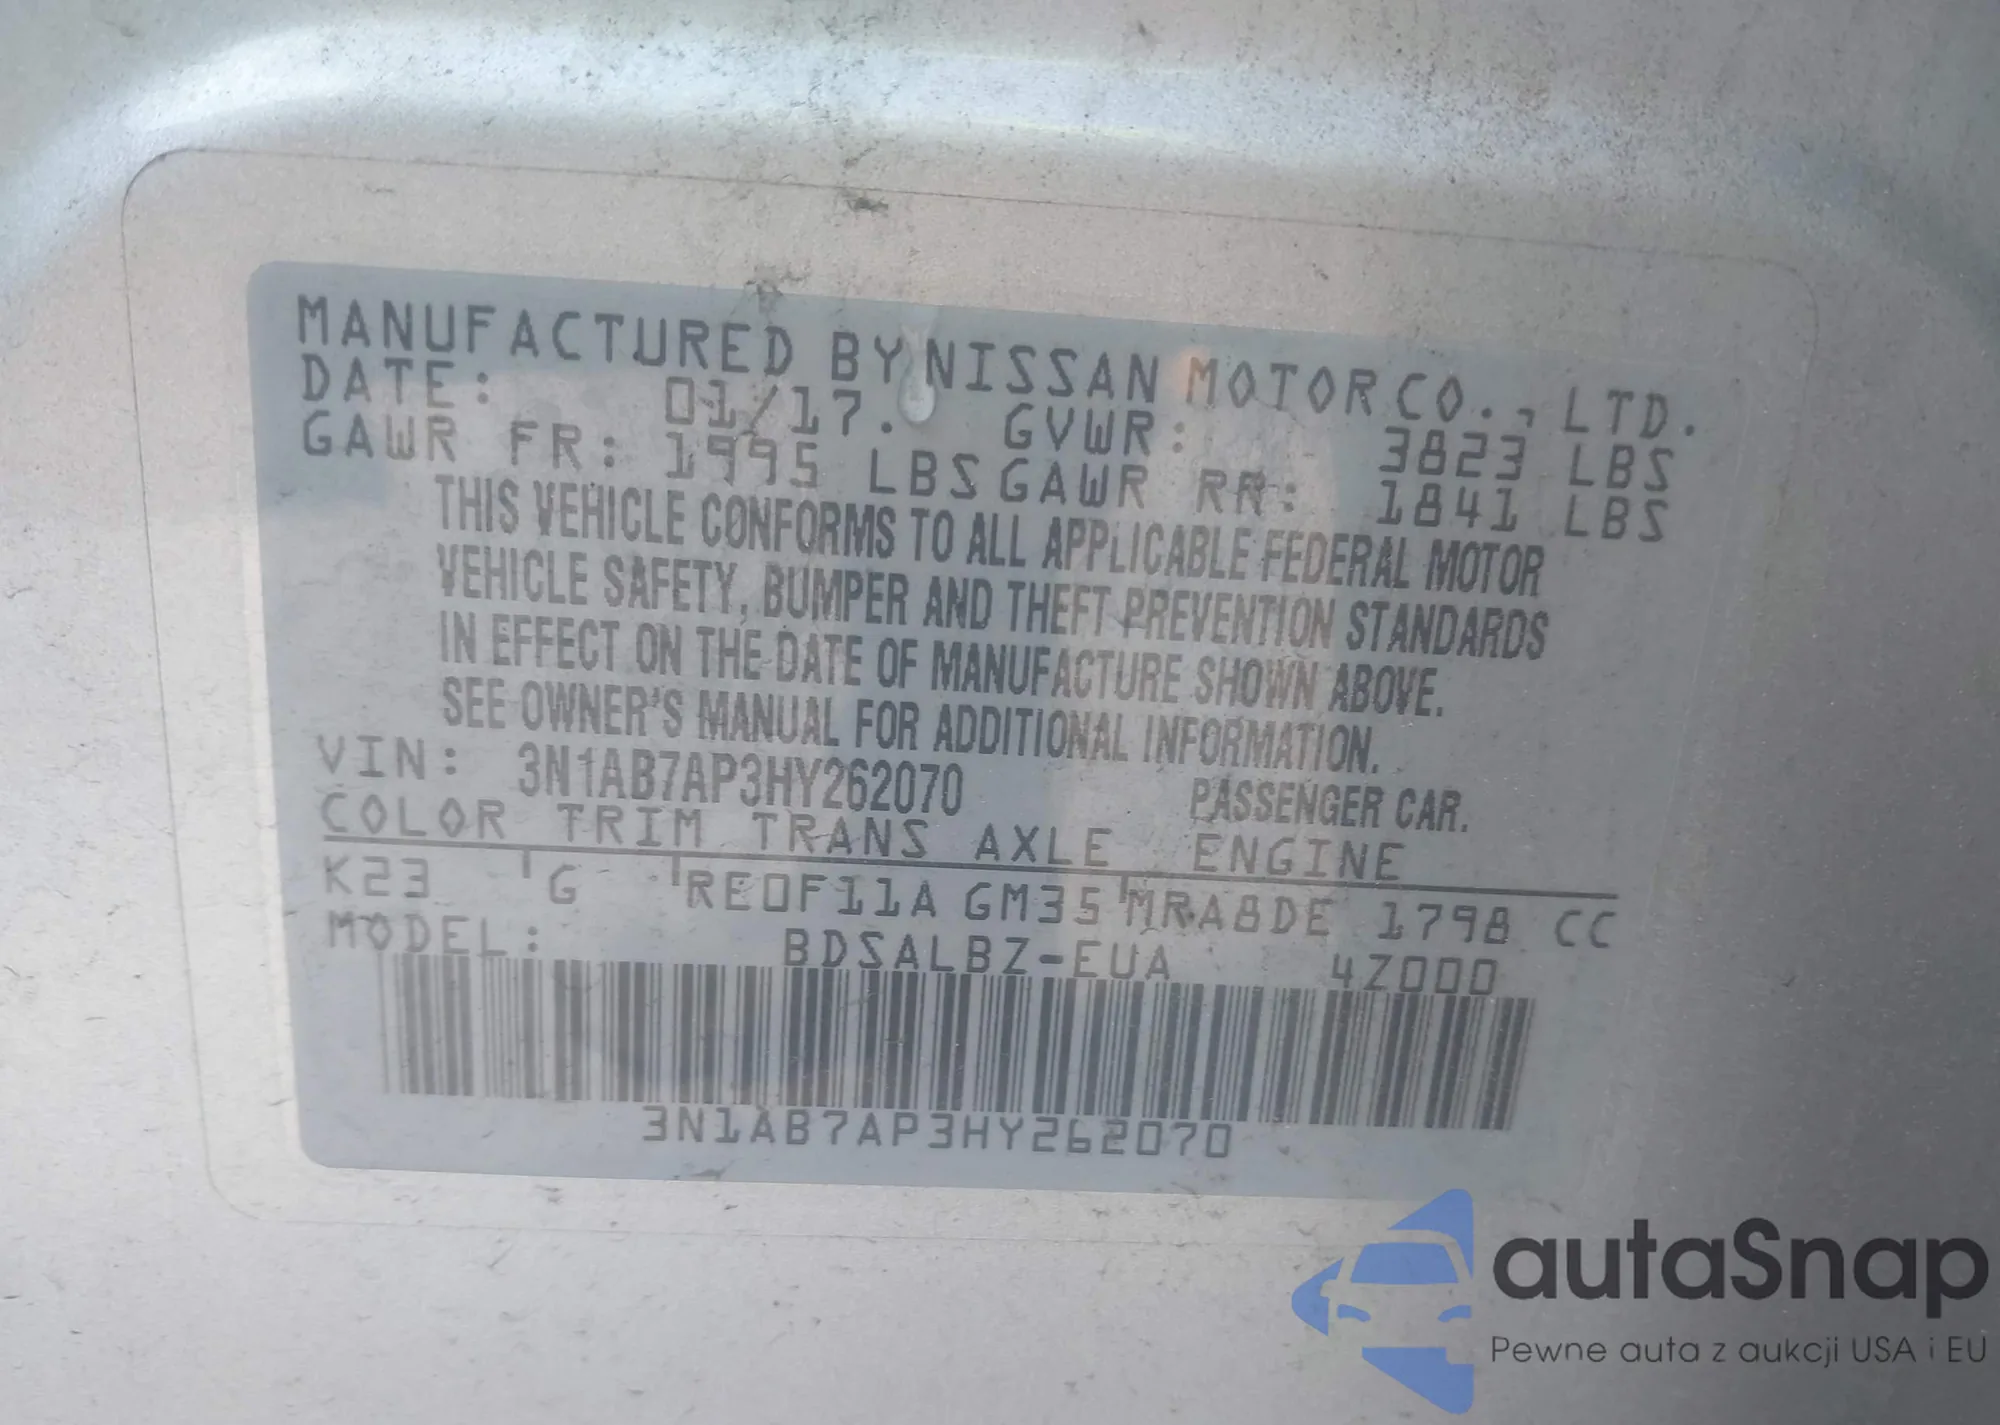 MANUFACTURED BY NISSAN MOTOR CO., LTD.
DATE: 01/17. GVWR: 3823 LBS
GAWR FR: 1995 LBS GAWR RR: 1841 LBS
THIS VEHICLE CONFORMS TO ALL APPLICABLE FEDERAL MOTOR
VEHICLE SAFETY, BUMPER AND THEFT PREVENTION STANDARDS
IN EFFECT ON THE DATE OF MANUFACTURE SHOWN ABOVE.
SEE OWNER'S MANUAL FOR ADDITIONAL INFORMATION.
VIN: 3N1AB7AP3HY262070 PASSENGER CAR.
COLOR TRIM TRANS AXLE ENGINE
K23 G RE0F11A GM35 MRA8DE 1798 CC
MODEL: BDSALBZ-EUA 4Z000
3N1AB7AP3HY262070
autaSnap
Pewne auta z aukcji USA i EU